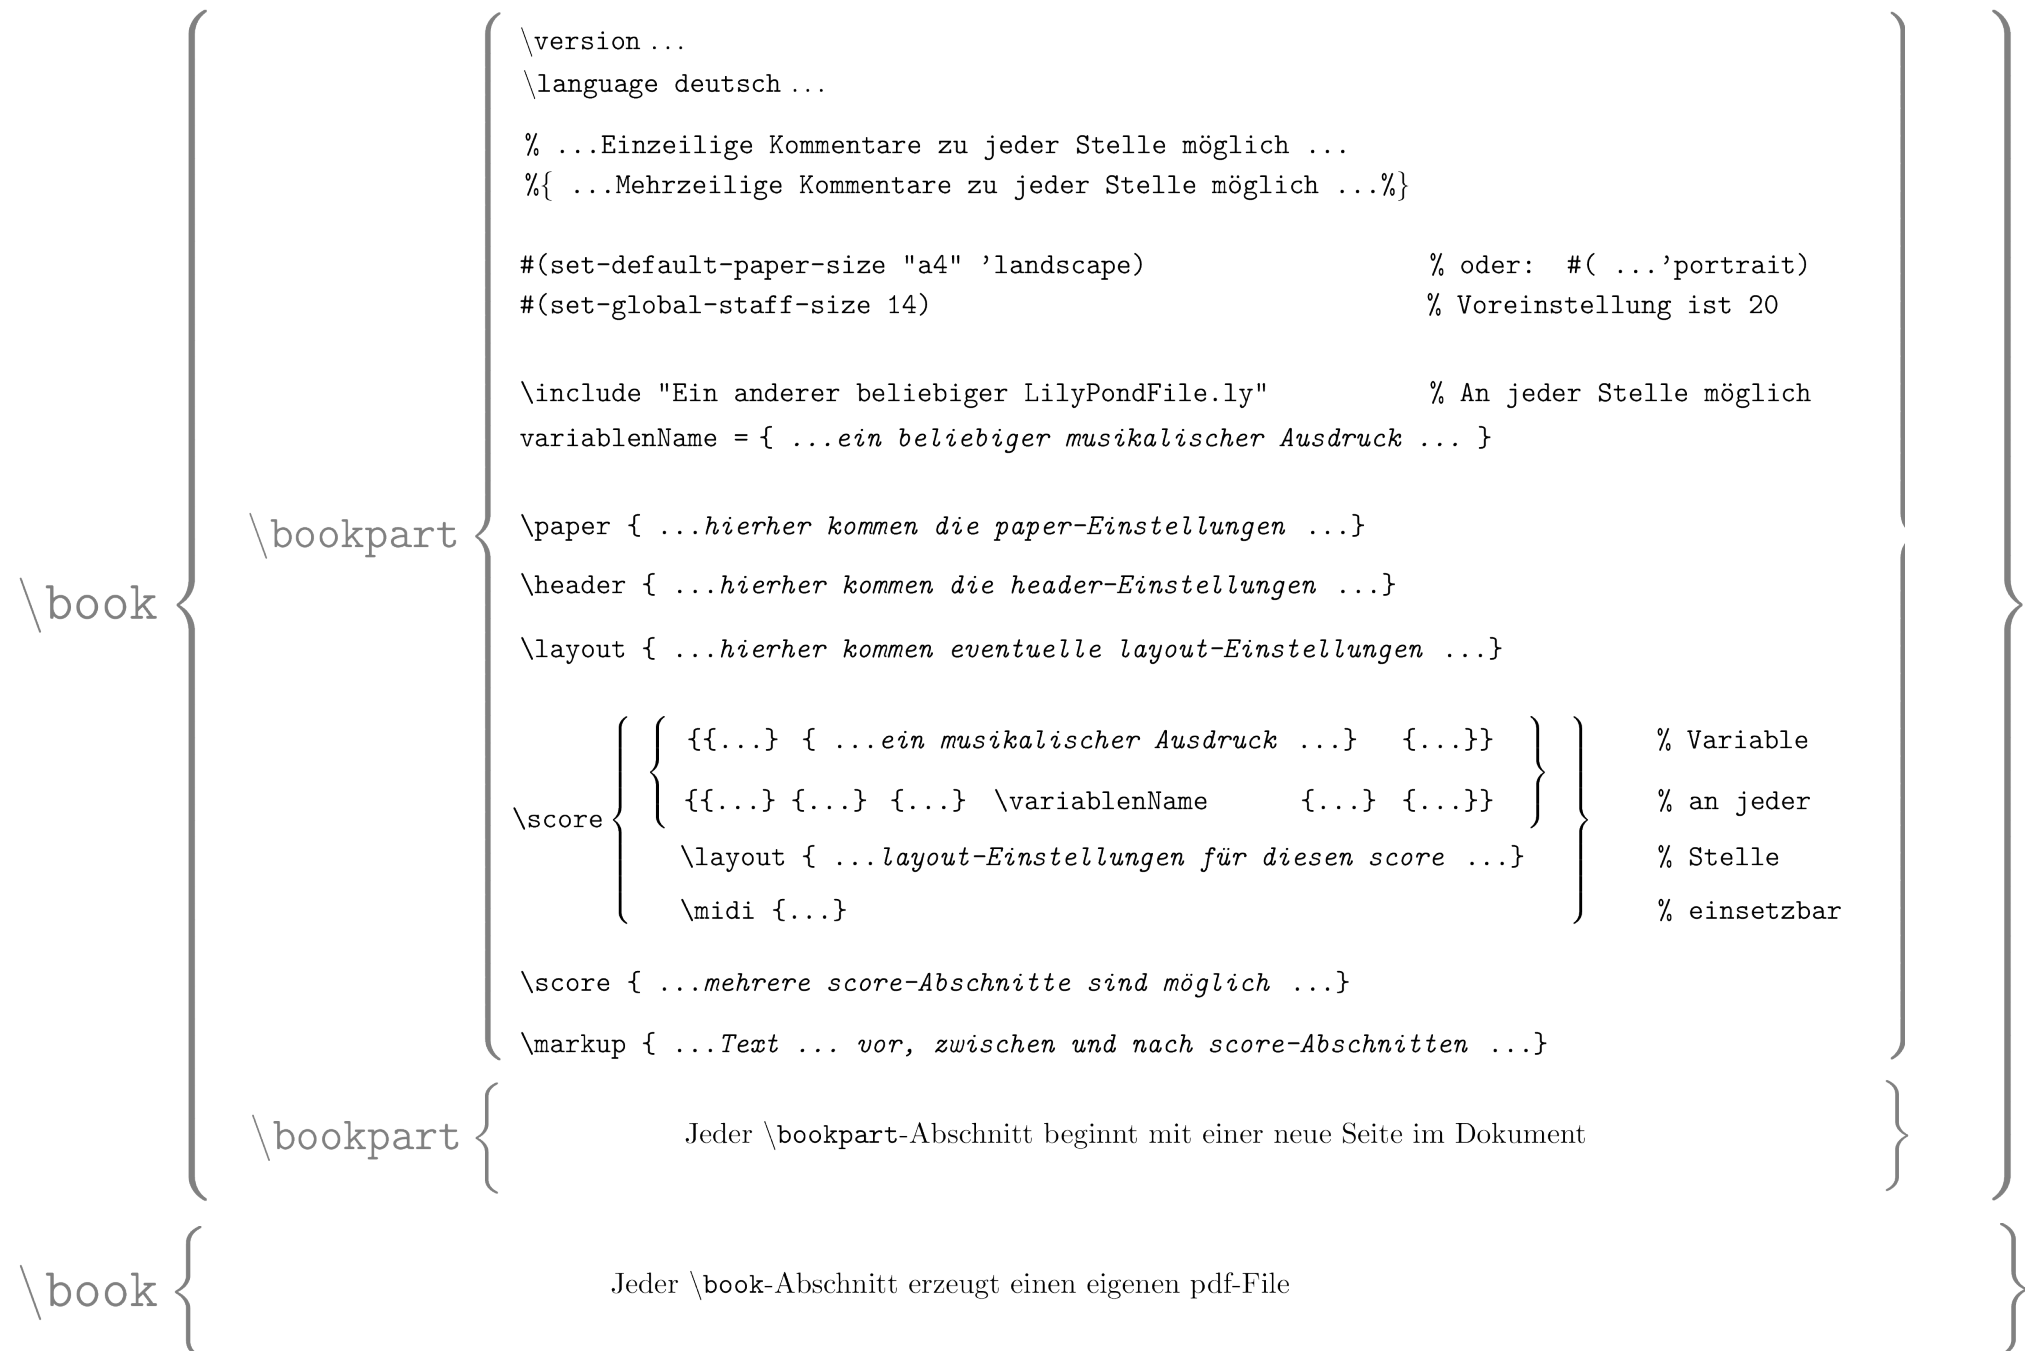 \version ...
\language deutsch ...
% ...Einzeilige Kommentare zu jeder Stelle möglich ...
%{ ...Mehrzeilige Kommentare zu jeder Stelle möglich ...%}
#(set-default-paper-size "a4" ’landscape) % oder: #( ...’portrait)
#(set-global-staff-size 14) % Voreinstellung ist 20
\include "Ein anderer beliebiger LilyPondFile.ly" % An jeder Stelle möglich
variablenName = { ...ein beliebiger musikalischer Ausdruck ... }
\bookpart {
\paper { ...hierher kommen die paper-Einstellungen ...}
\book {
\header { ...hierher kommen die header-Einstellungen ...}
\layout { ...hierher kommen eventuelle layout-Einstellungen ...}
{{...} { ...ein musikalischer Ausdruck ...} {...}} % Variable
{{...} {...} {...} \variablenName {...} {...}} % an jeder
\score {
\layout { ...layout-Einstellungen für diesen score ...} % Stelle
\midi {...} % einsetzbar
\score { ...mehrere score-Abschnitte sind möglich ...}
\markup { ...Text ... vor, zwischen und nach score-Abschnitten ...}
\bookpart { Jeder \bookpart-Abschnitt beginnt mit einer neue Seite im Dokument }
\book { Jeder \book-Abschnitt erzeugt einen eigenen pdf-File }